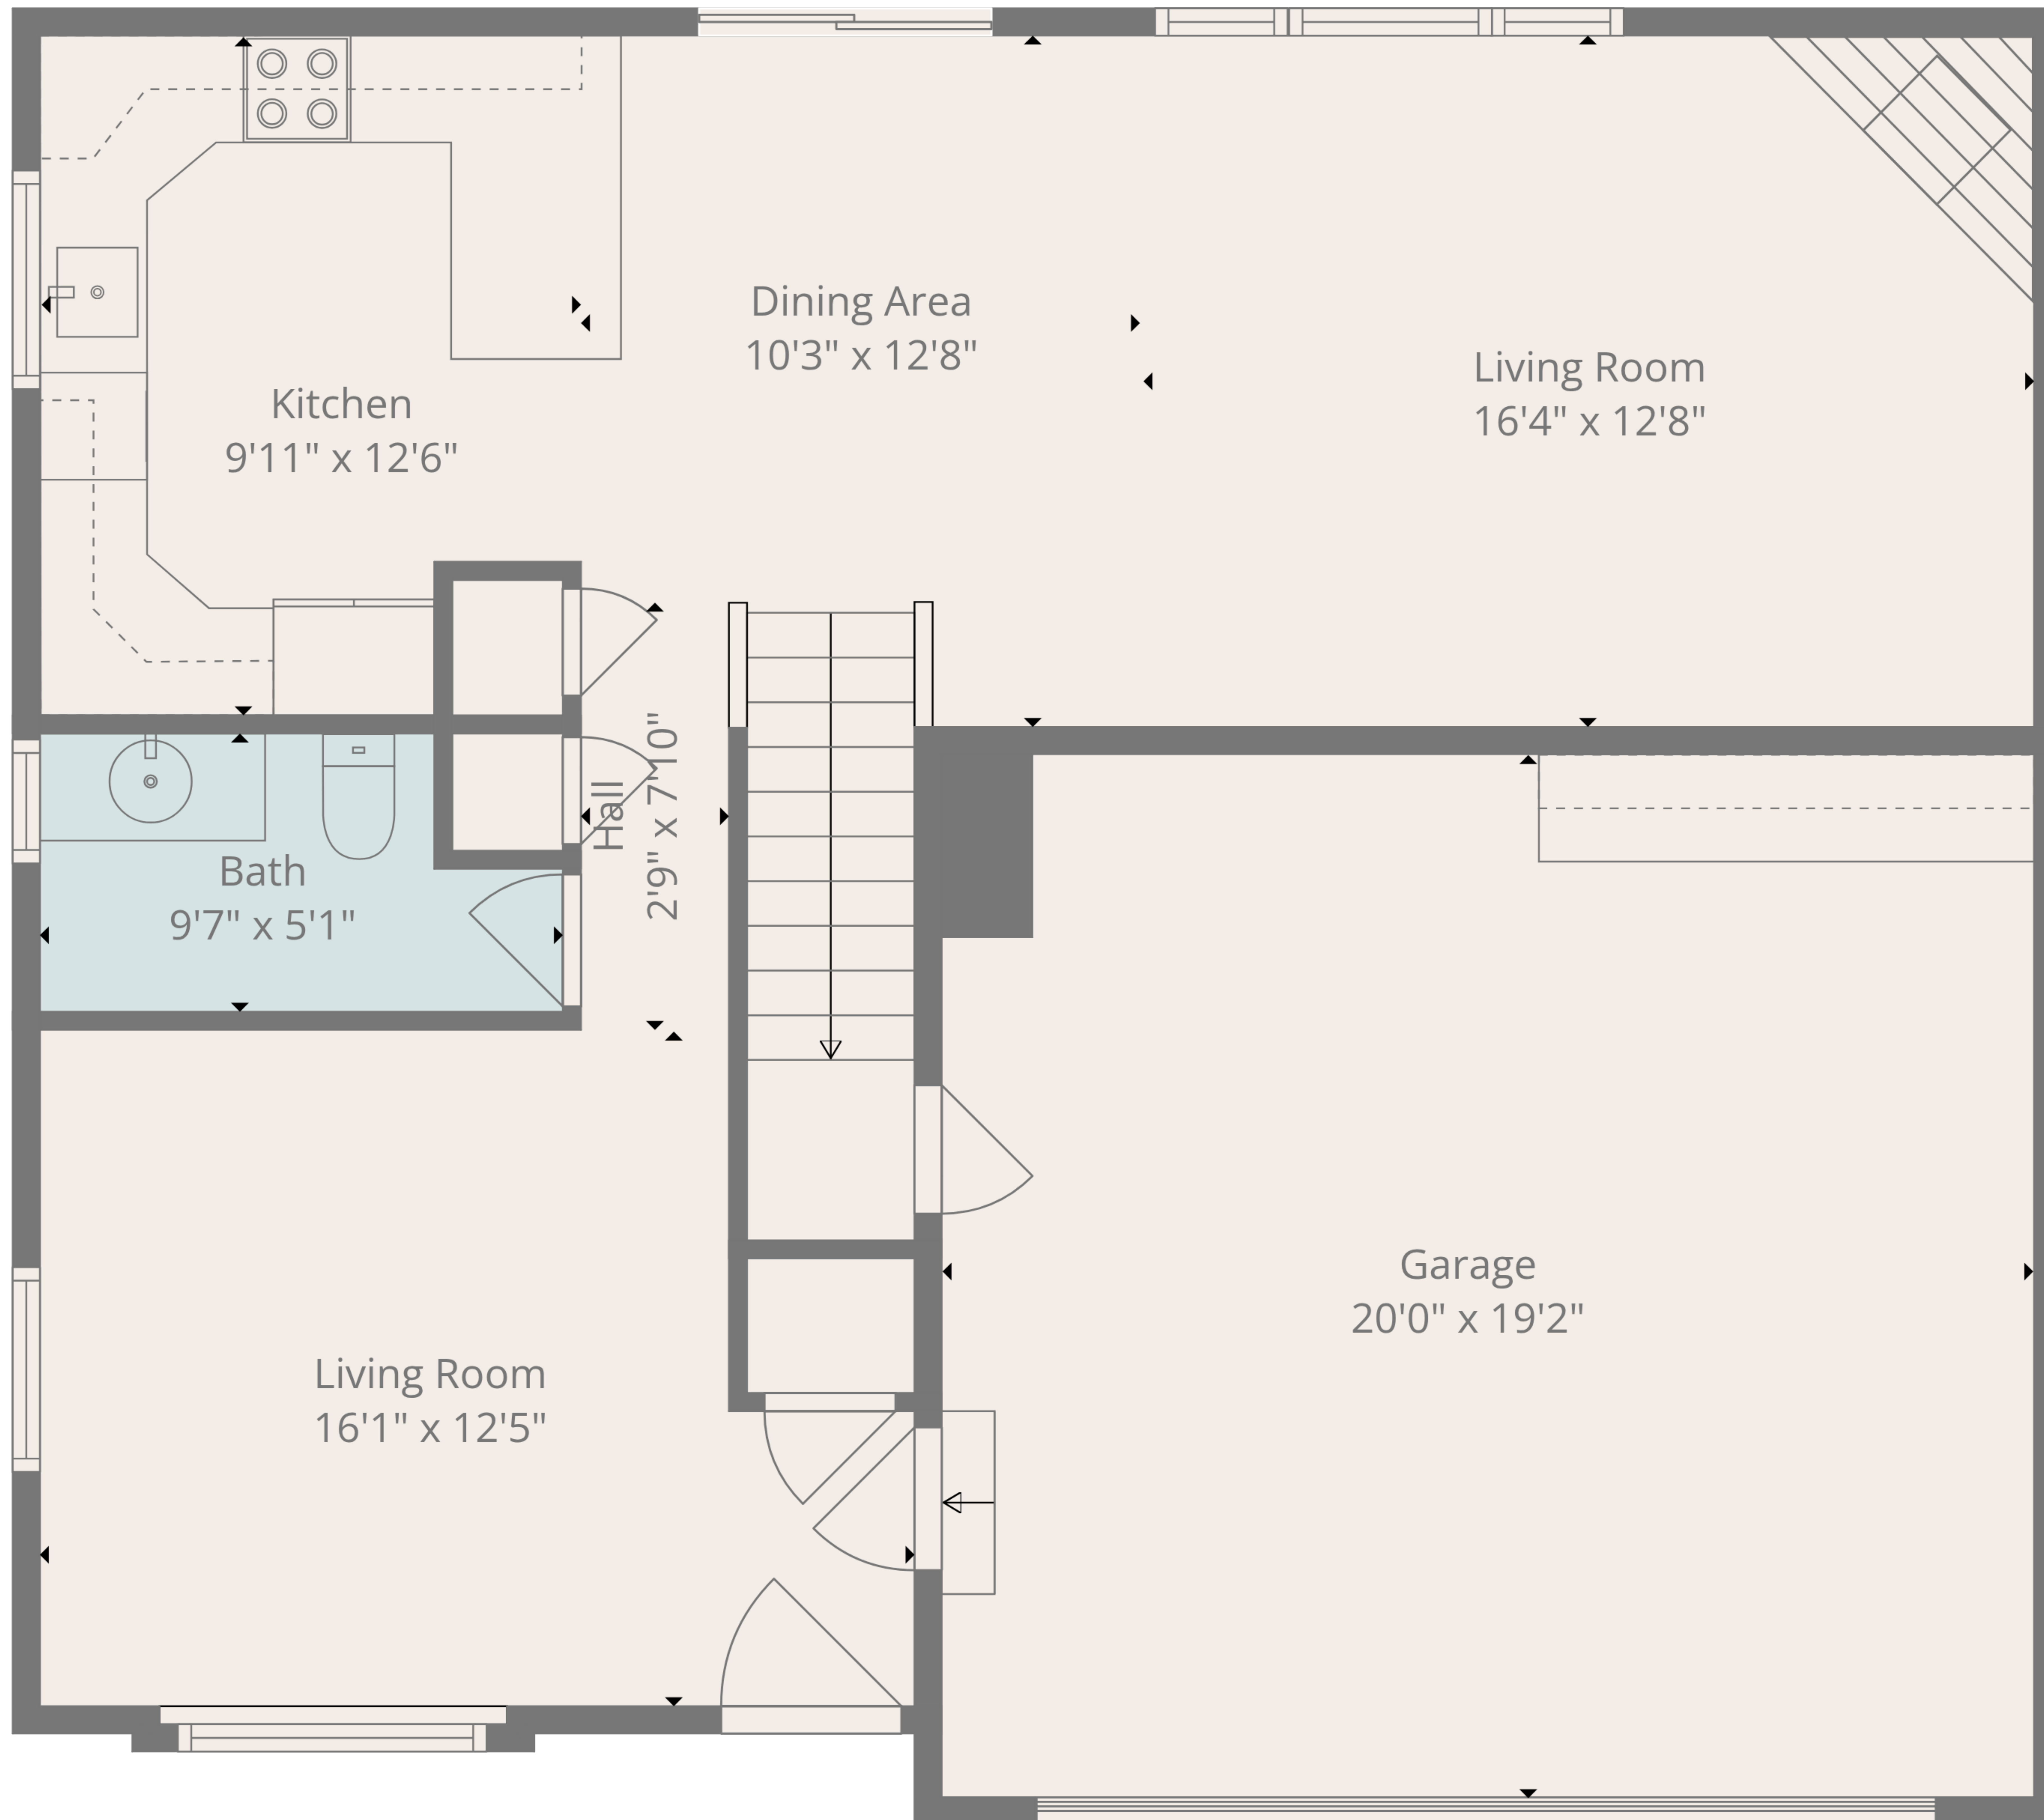 Dining Area
10'3" x 12'8"
Living Room
16'4" x 12'8"
Kitchen
9'11" x 12'6"
Hall
2'9" x 7'10"
Bath
9'7" x 5'1"
Garage
20'0" x 19'2"
Living Room
16'1" x 12'5"